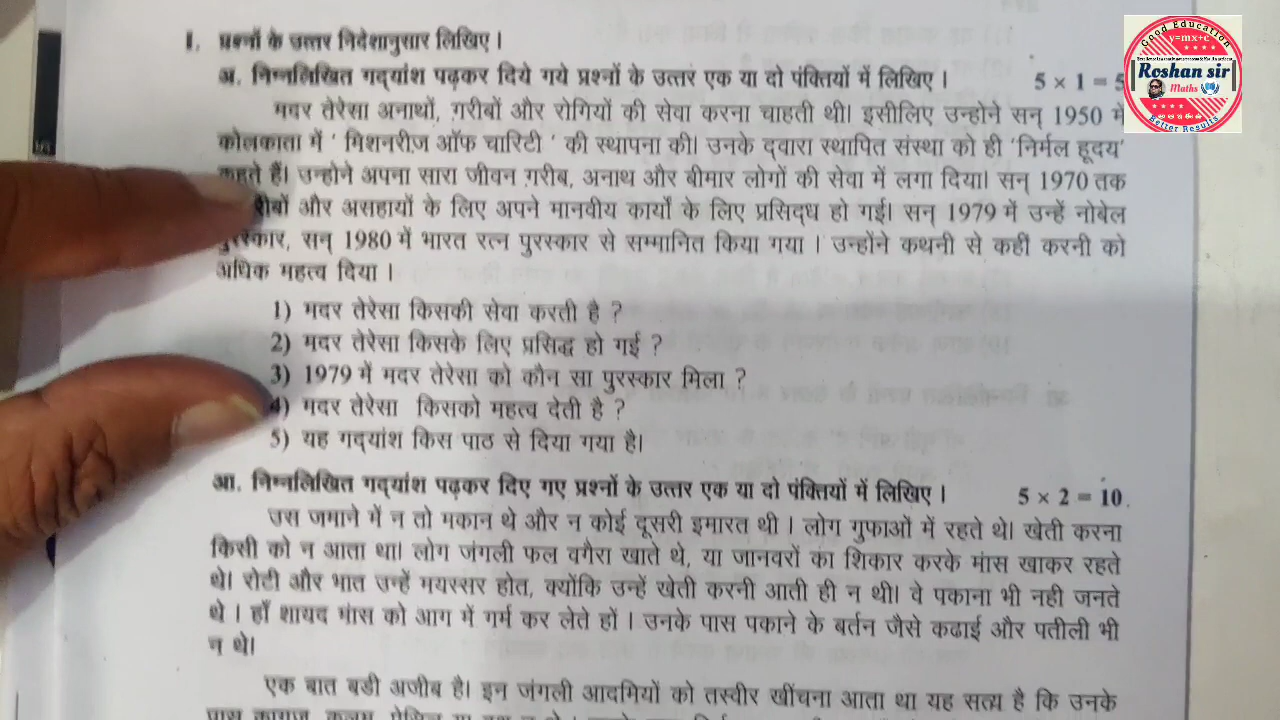 I. प्रश्नों के उत्तर निर्देशानुसार लिखिए ।
अ. निम्नलिखित गद्यांश पढ़कर दिये गये प्रश्नों के उत्तर एक या दो पंक्तियों में लिखिए । 5 × 1 = 5
मदर तेरेसा अनाथों, ग़रीबों और रोगियों की सेवा करना चाहती थी। इसीलिए उन्होने सन् 1950 में
कोलकाता में ' मिशनरीज़ ऑफ चारिटी ' की स्थापना की। उनके द्वारा स्थापित संस्था को ही 'निर्मल हूदय'
कहते हैं। उन्होने अपना सारा जीवन ग़रीब, अनाथ और बीमार लोगों की सेवा में लगा दिया। सन् 1970 तक
और असहायों के लिए अपने मानवीय कार्यों के लिए प्रसिद्ध हो गई। सन् 1979 में उन्हें नोबेल
पुरस्कार, सन् 1980 में भारत रत्न पुरस्कार से सम्मानित किया गया । उन्होंने कथनी से कहीं करनी को
अधिक महत्व दिया ।
1) मदर तेरेसा किसकी सेवा करती है ?
2) मदर तेरेसा किसके लिए प्रसिद्ध हो गई ?
3) 1979 में मदर तेरेसा को कौन सा पुरस्कार मिला ?
4) मदर तेरेसा किसको महत्व देती है ?
5) यह गद्यांश किस पाठ से दिया गया है।
आ. निम्नलिखित गद्यांश पढ़कर दिए गए प्रश्नों के उत्तर एक या दो पंक्तियों में लिखिए । 5 × 2 = 10
उस जमाने में न तो मकान थे और न कोई दूसरी इमारत थी । लोग गुफाओं में रहते थे। खेती करना
किसी को न आता था। लोग जंगली फल वगैरा खाते थे, या जानवरों का शिकार करके मांस खाकर रहते
थे। रोटी और भात उन्हें मयस्सर होत, क्योंकि उन्हें खेती करनी आती ही न थी। वे पकाना भी नही जनते
थे । हाँ शायद मांस को आग में गर्म कर लेते हों । उनके पास पकाने के बर्तन जैसे कढाई और पतीली भी
न थे।
एक बात बडी अजीब है। इन जंगली आदमियों को तस्वीर खींचना आता था यह सत्य है कि उनके
पास कागज, कलम,
Good Education
y=mx+c
Roshan sir
Maths
Better Results